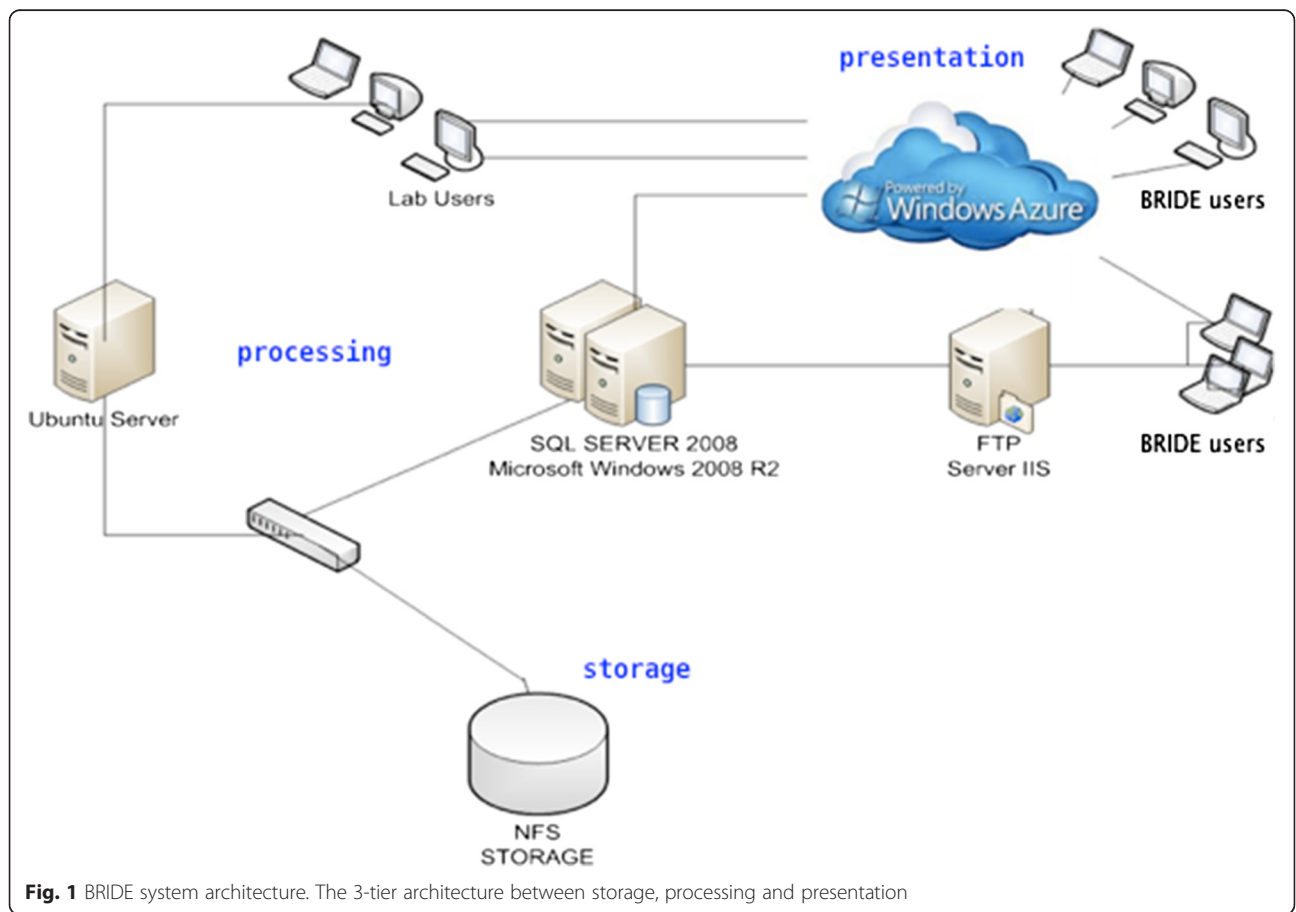 presentation
Lab Users
Powered by
Windows Azure
BRIDE users
processing
Ubuntu Server
SQL SERVER 2008
Microsoft Windows 2008 R2
FTP
Server IIS
BRIDE users
storage
NFS
STORAGE
Fig. 1 BRIDE system architecture. The 3-tier architecture between storage, processing and presentation